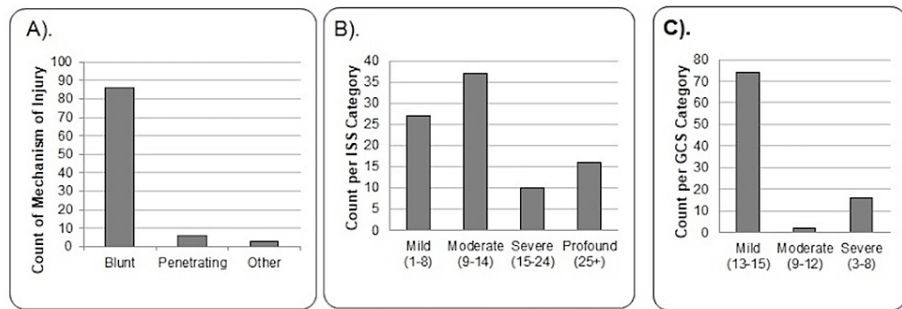 A).
Count of Mechanism of Injury
100
90
80
70
60
50
40
30
20
10
0
Blunt
Penetrating
Other
B).
Count per ISS Category
40
35
30
25
20
15
10
5
0
Mild
(1-8)
Moderate
(9-14)
Severe
(15-24)
Profound
(25+)
C).
Count per GCS Category
80
70
60
50
40
30
20
10
0
Mild
(13-15)
Moderate
(9-12)
Severe
(3-8)